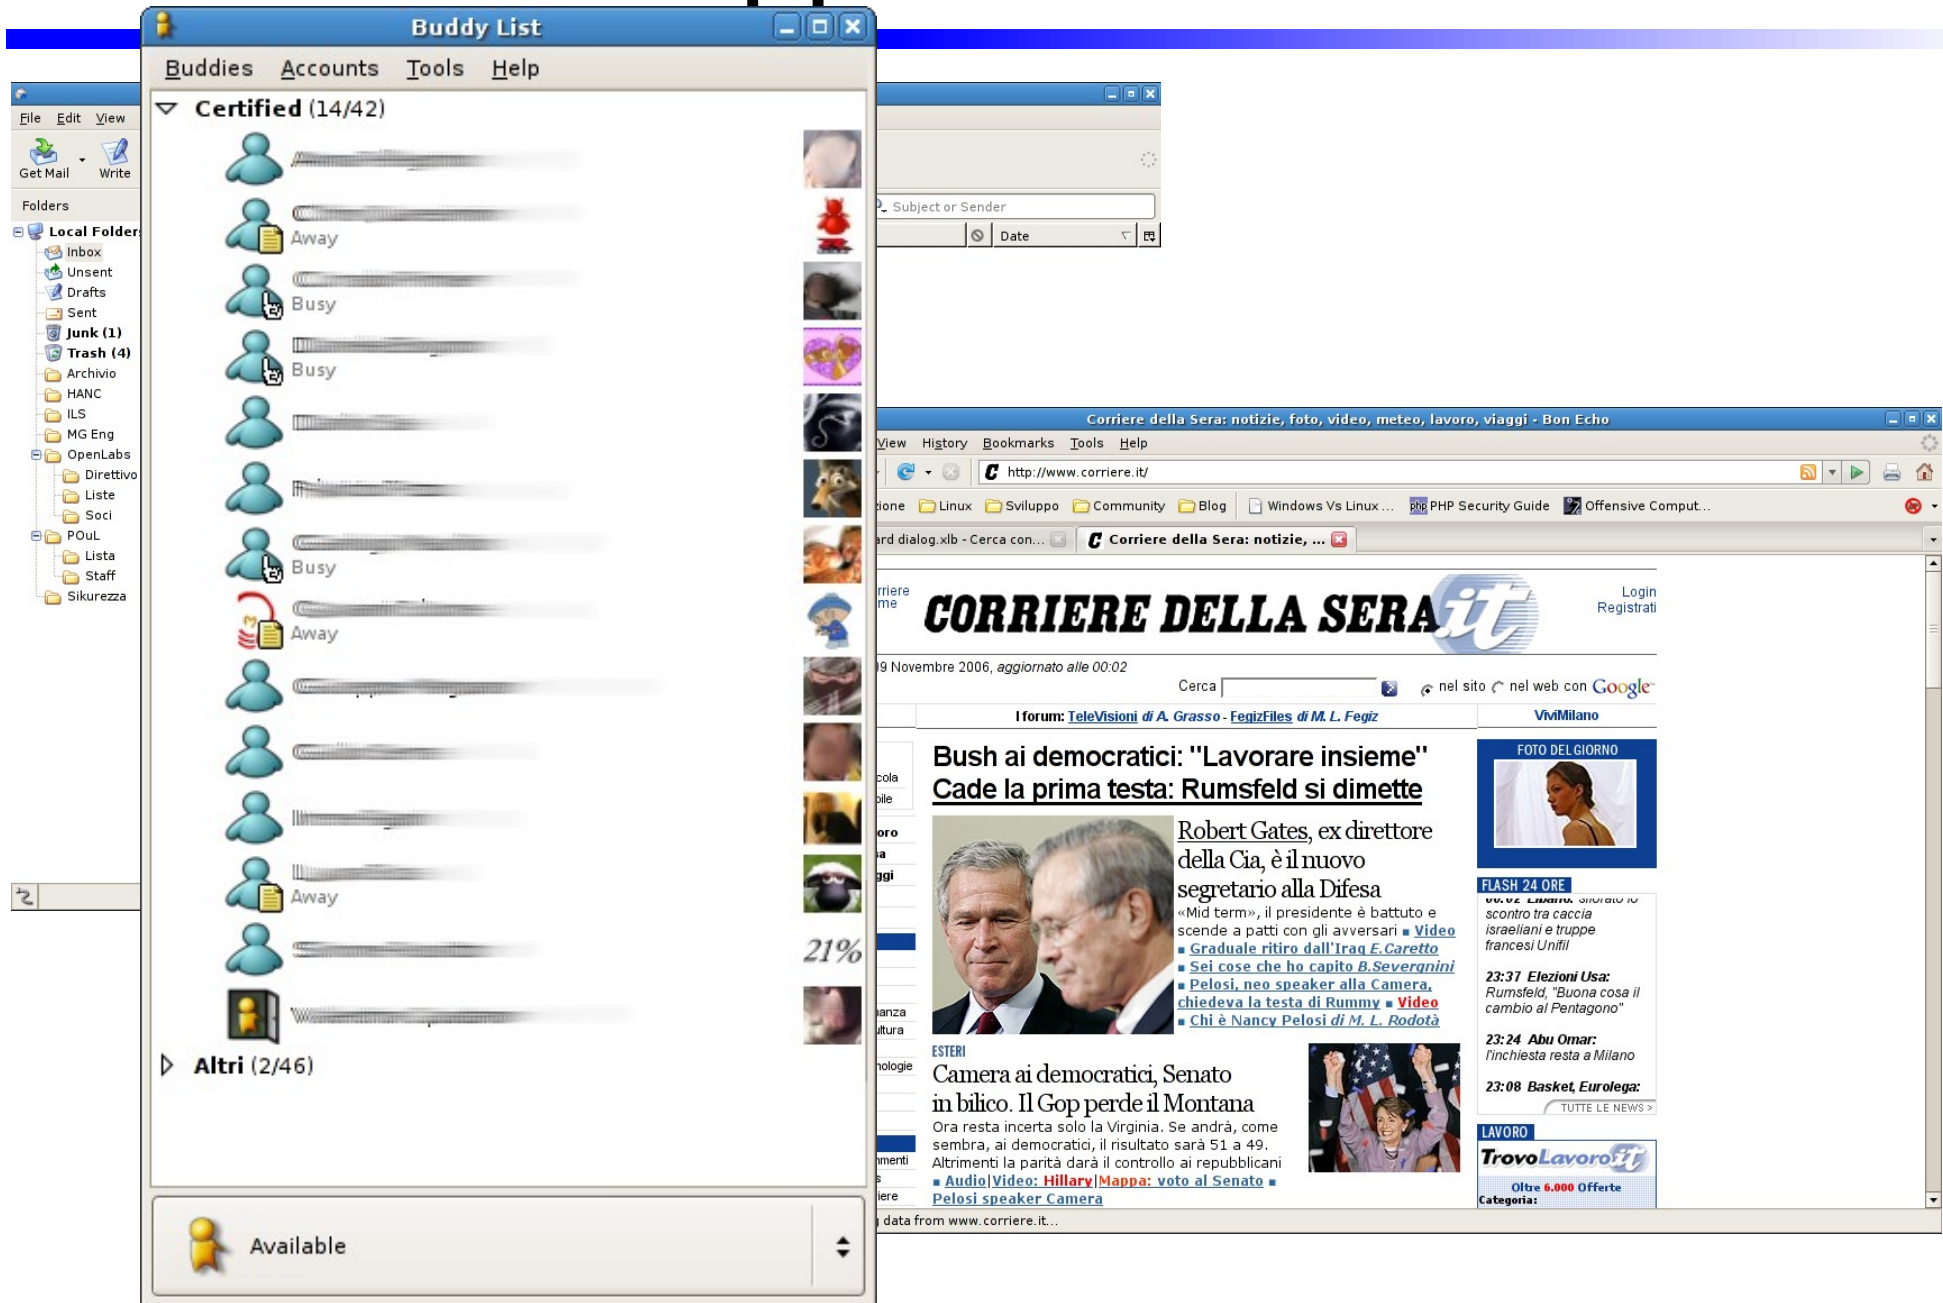 Buddy List
Buddies Accounts Tools Help
Certified (14/42)
Away
Busy
Busy
Busy
Away
Away
21%
Altri (2/46)
Available
File Edit View
Get Mail Write
Folders
Local Folder
Inbox
Unsent
Drafts
Sent
Junk (1)
Trash (4)
Archivio
HANC
ILS
MG Eng
OpenLabs
Direttivo
Liste
Soci
POuL
Lista
Staff
Sikurezza
Subject or Sender
Date
Corriere della Sera: notizie, foto, video, meteo, lavoro, viaggi - Bon Echo
View History Bookmarks Tools Help
http://www.corriere.it/
Linux Sviluppo Community Blog Windows Vs Linux ... PHP Security Guide Offensive Comput...
ard dialog.xlb - Cerca con... Corriere della Sera: notizie, ...
CORRIERE DELLA SERA.it
Login
Registrati
Novembre 2006, aggiornato alle 00:02
Cerca nel sito nel web con Google
I forum: TeleVisioni di A. Grasso - FegizFiles di M. L. Fegiz
ViviMilano
Bush ai democratici: "Lavorare insieme"
Cade la prima testa: Rumsfeld si dimette
Robert Gates, ex direttore
della Cia, è il nuovo
segretario alla Difesa
«Mid term», il presidente è battuto e
scende a patti con gli avversari ▪ Video
▪ Graduale ritiro dall'Iraq E.Caretto
▪ Sei cose che ho capito B.Severgnini
▪ Pelosi, neo speaker alla Camera,
chiedeva la testa di Rummy ▪ Video
▪ Chi è Nancy Pelosi di M. L. Rodotà
ESTERI
Camera ai democratici, Senato
in bilico. Il Gop perde il Montana
Ora resta incerta solo la Virginia. Se andrà, come
sembra, ai democratici, il risultato sarà 51 a 49.
Altrimenti la parità darà il controllo ai repubblicani
▪ Audio|Video: Hillary|Mappa: voto al Senato ▪
Pelosi speaker Camera
FOTO DEL GIORNO
FLASH 24 ORE
scontro tra caccia
israeliani e truppe
francesi Unifil
23:37 Elezioni Usa:
Rumsfeld, "Buona cosa il
cambio al Pentagono"
23:24 Abu Omar:
l'inchiesta resta a Milano
23:08 Basket, Eurolega:
TUTTE LE NEWS >
LAVORO
TrovoLavoro.it
Oltre 6.000 Offerte
Categoria:
data from www.corriere.it...